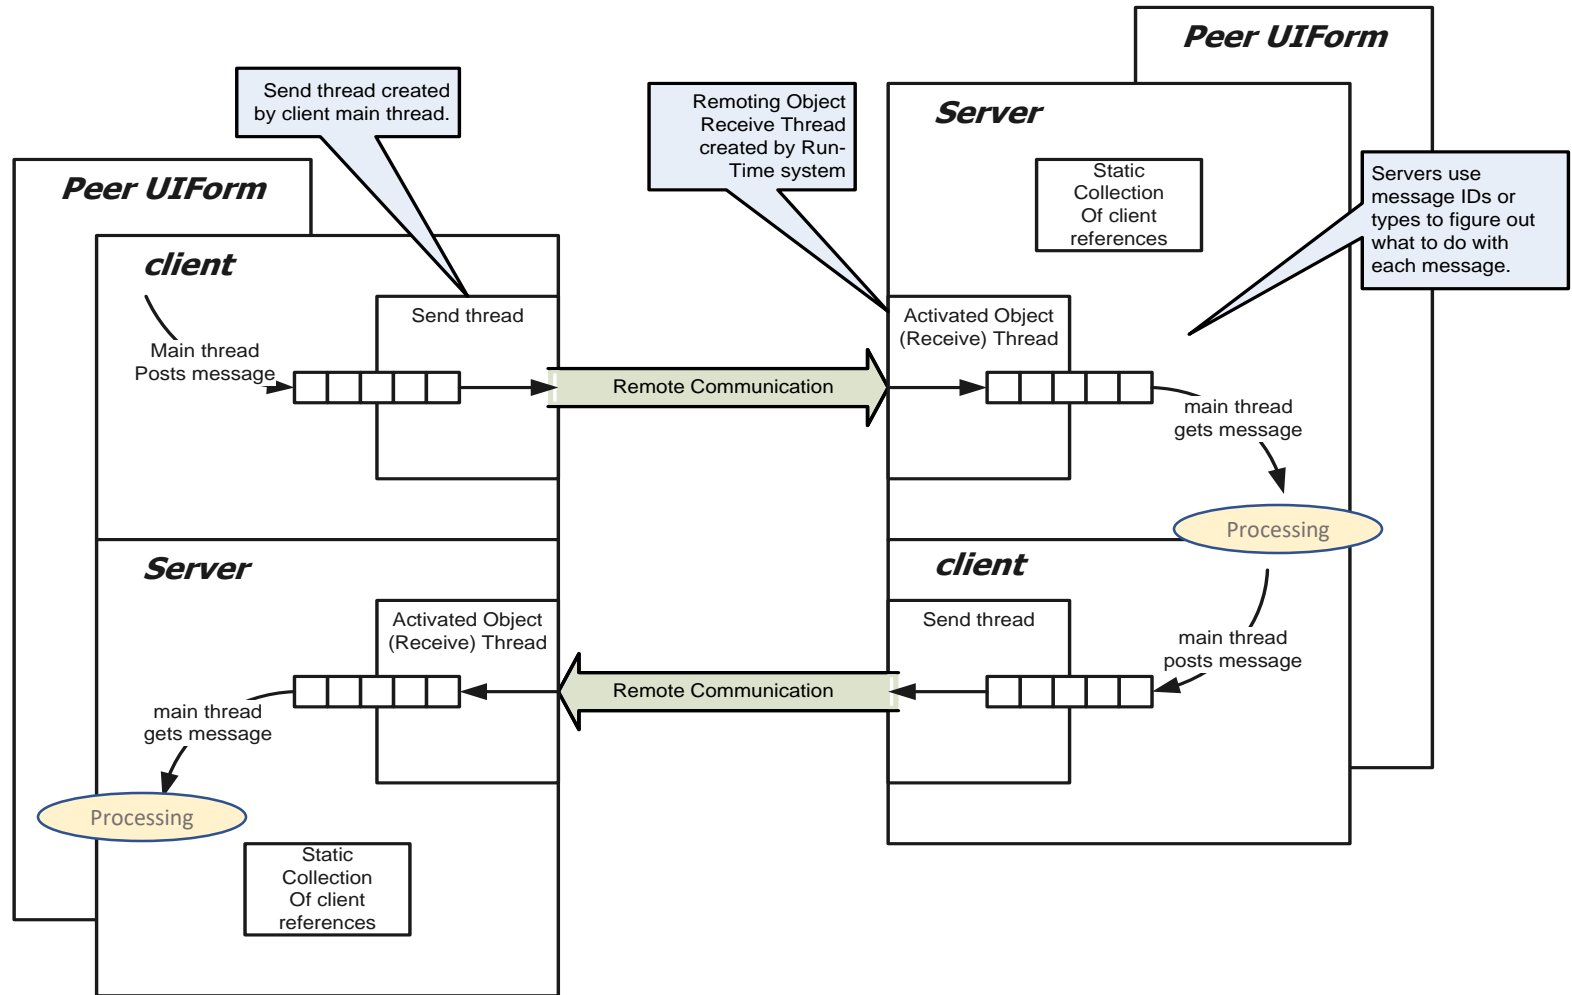 Peer UIForm
Send thread created
by client main thread.
Remoting Object
Receive Thread
created by Run-
Time system
Server
Static
Collection
Of client
references
Servers use
message IDs or
types to figure out
what to do with
each message.
Peer UIForm
client
Send thread
Main thread
Posts message
Remote Communication
Activated Object
(Receive) Thread
main thread
gets message
Processing
Server
Activated Object
(Receive) Thread
client
Send thread
main thread
posts message
Remote Communication
main thread
gets message
Processing
Static
Collection
Of client
references